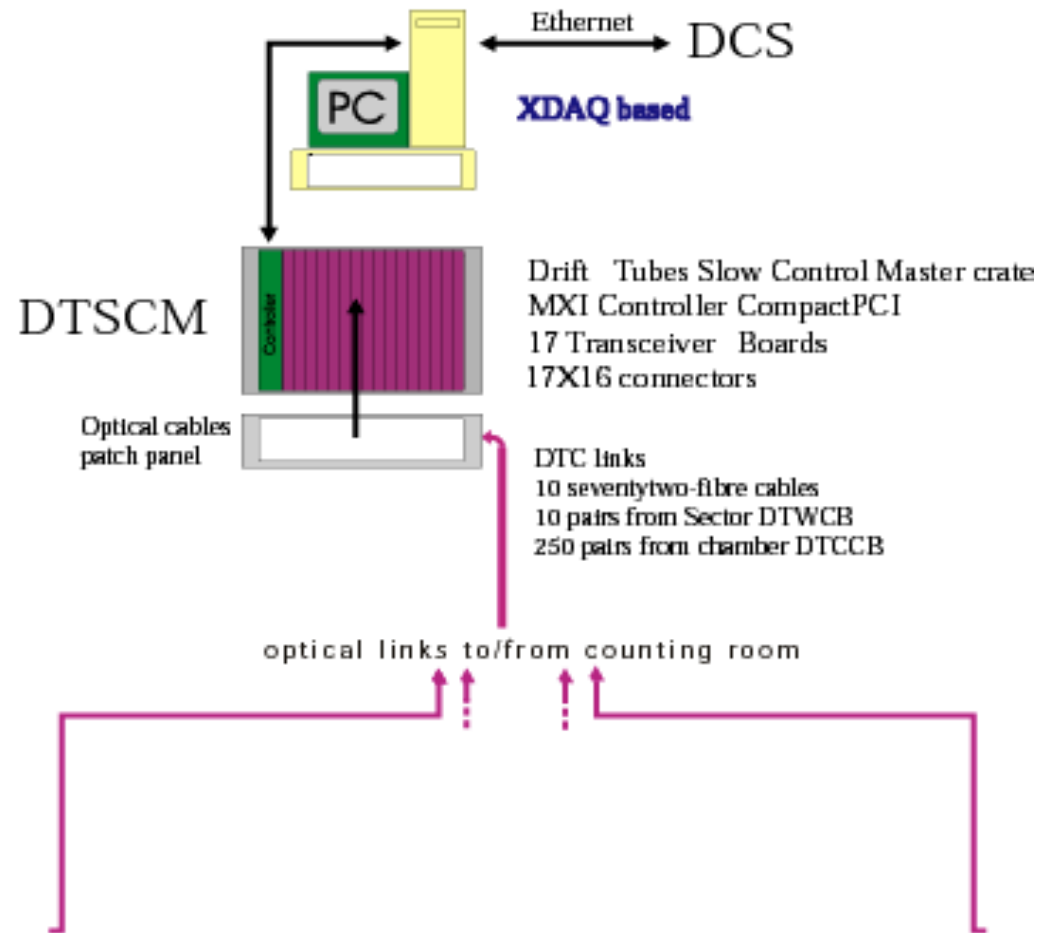 Ethernet
DCS
PC
XDAQ based
DTSCM
Controller
Drift Tubes Slow Control Master crate
MXI Controller CompactPCI
17 Transceiver Boards
17X16 connectors
Optical cables
patch panel
DTC links
10 seventytwo-fibre cables
10 pairs from Sector DTWCB
250 pairs from chamber DTCCB
optical links to/from counting room